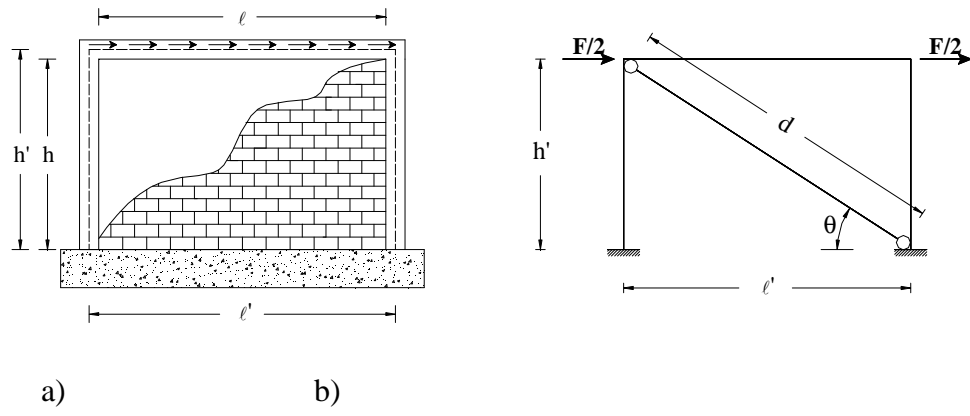 ℓ
h' h
ℓ'
F/2 F/2
d
h'
θ
ℓ'
a) b)